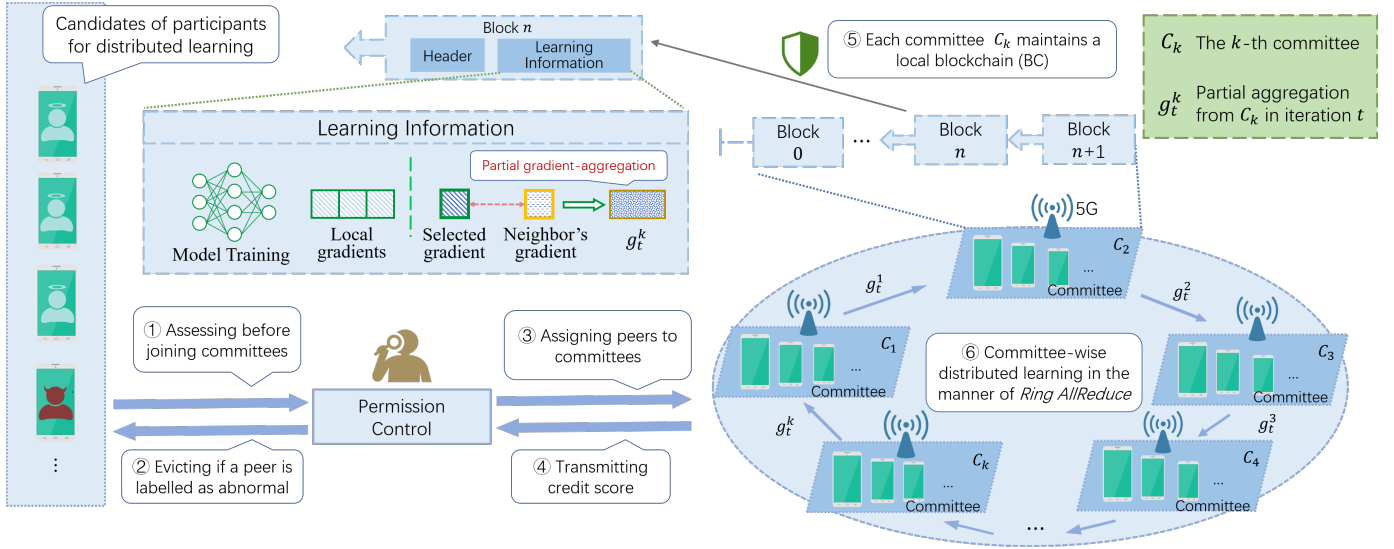 Candidates of participants
for distributed learning
Block n
Header
Learning
Information
⑤ Each committee C_k maintains a
local blockchain (BC)
C_k The k-th committee
g_t^k Partial aggregation
from C_k in iteration t
Learning Information
Partial gradient-aggregation
Model Training
Local
gradients
Selected
gradient
Neighbor's
gradient
g_t^k
Block
0
...
Block
n
Block
n+1
① Assessing before
joining committees
③ Assigning peers to
committees
Permission
Control
② Evicting if a peer is
labelled as abnormal
④ Transmitting
credit score
...
5G
C_2
...
Committee
g_t^1
g_t^2
C_1
...
Committee
⑥ Committee-wise
distributed learning in the
manner of Ring AllReduce
C_3
...
Committee
g_t^k
g_t^3
C_k
...
Committee
C_4
...
Committee
...